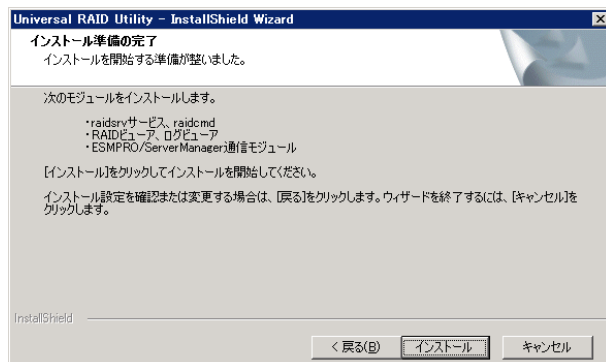 Universal RAID Utility - InstallShield Wizard
インストール準備の完了
インストールを開始する準備が整いました。
次のモジュールをインストールします。
・raidsrvサービス、raidcmd
・RAIDビューア、ログビューア
・ESMPRO/ServerManager通信モジュール
[インストール]をクリックしてインストールを開始してください。
インストール設定を確認または変更する場合は、[戻る]をクリックします。ウィザードを終了するには、[キャンセル]を
クリックします。
InstallShield
< 戻る(B)
インストール
キャンセル